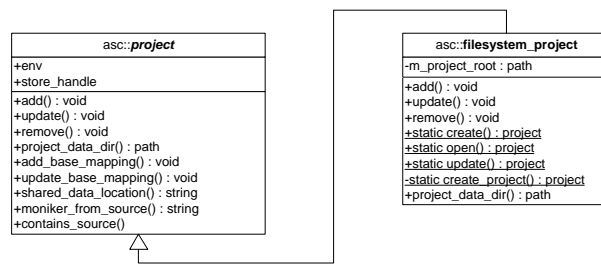 asc::project
+env
+store_handle
+add() : void
+update() : void
+remove() : void
+project_data_dir() : path
+add_base_mapping() : void
+update_base_mapping() : void
+shared_data_location() : string
+moniker_from_source() : string
+contains_source()
asc::filesystem_project
-m_project_root : path
+add() : void
+update() : void
+remove() : void
+static create() : project
+static open() : project
+static update() : project
-static create_project() : project
+project_data_dir() : path